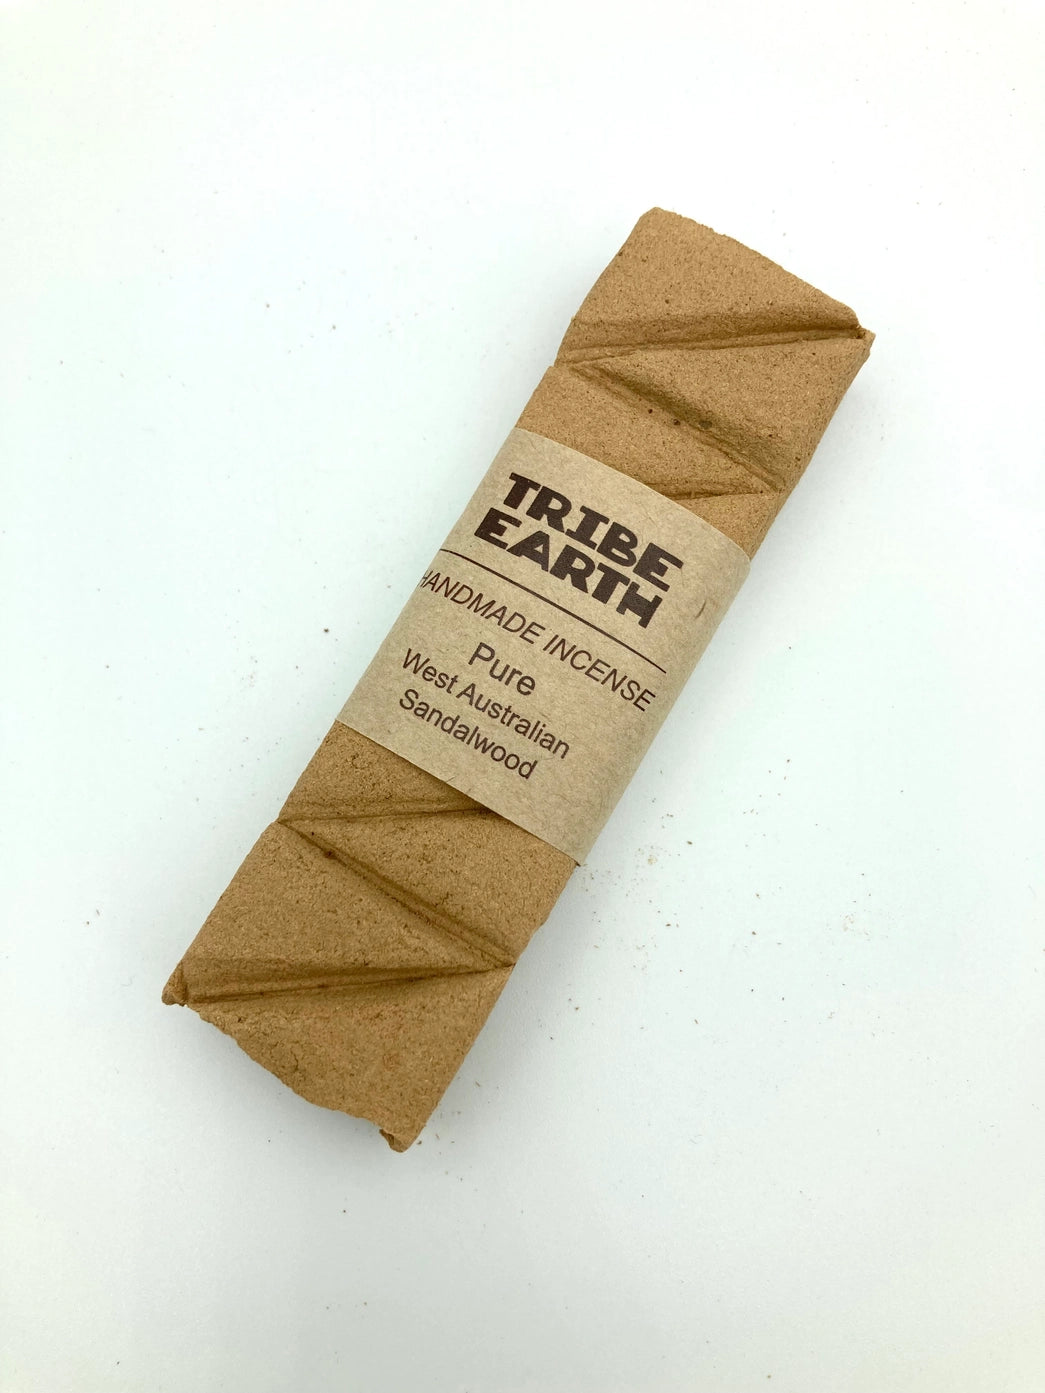 TRIBE
EARTH
HANDMADE INCENSE
Pure
West Australian
Sandalwood